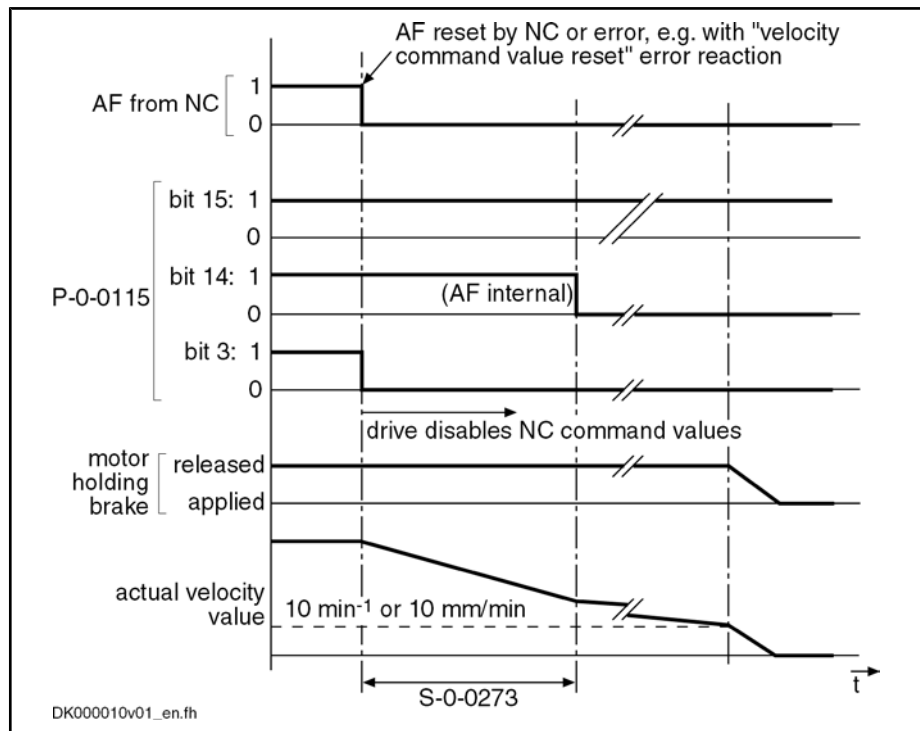 AF reset by NC or error, e.g. with "velocity
command value reset" error reaction
AF from NC
1
0
P-0-0115
bit 15: 1
0
bit 14: 1
(AF internal)
0
bit 3: 1
0
drive disables NC command values
motor
holding
brake
released
applied
actual velocity
value
10 min⁻¹ or 10 mm/min
t
S-0-0273
DK000010v01_en.fh